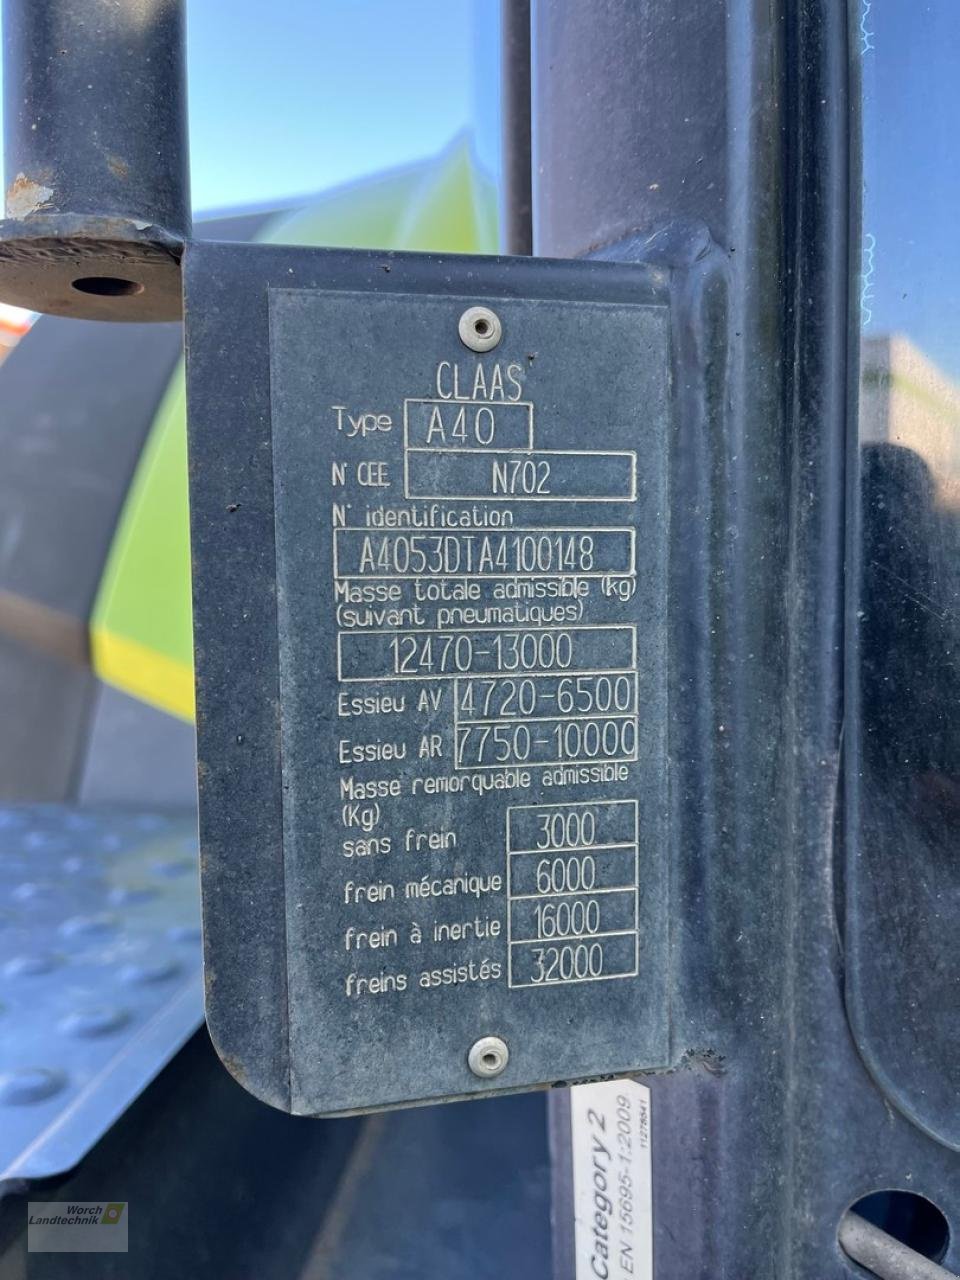 CLAAS
Type A40
N° CEE N702
N° identification
A4053DTA4100148
Masse totale admissible (kg)
(suivant pneumatiques)
12470-13000
Essieu AV 4720-6500
Essieu AR 7750-10000
Masse remorquable admissible
(Kg)
sans frein 3000
frein mécanique 6000
frein à inertie 16000
freins assistés 32000
Category 2
EN 15695-1:2009
11278541
Worch
Landtechnik